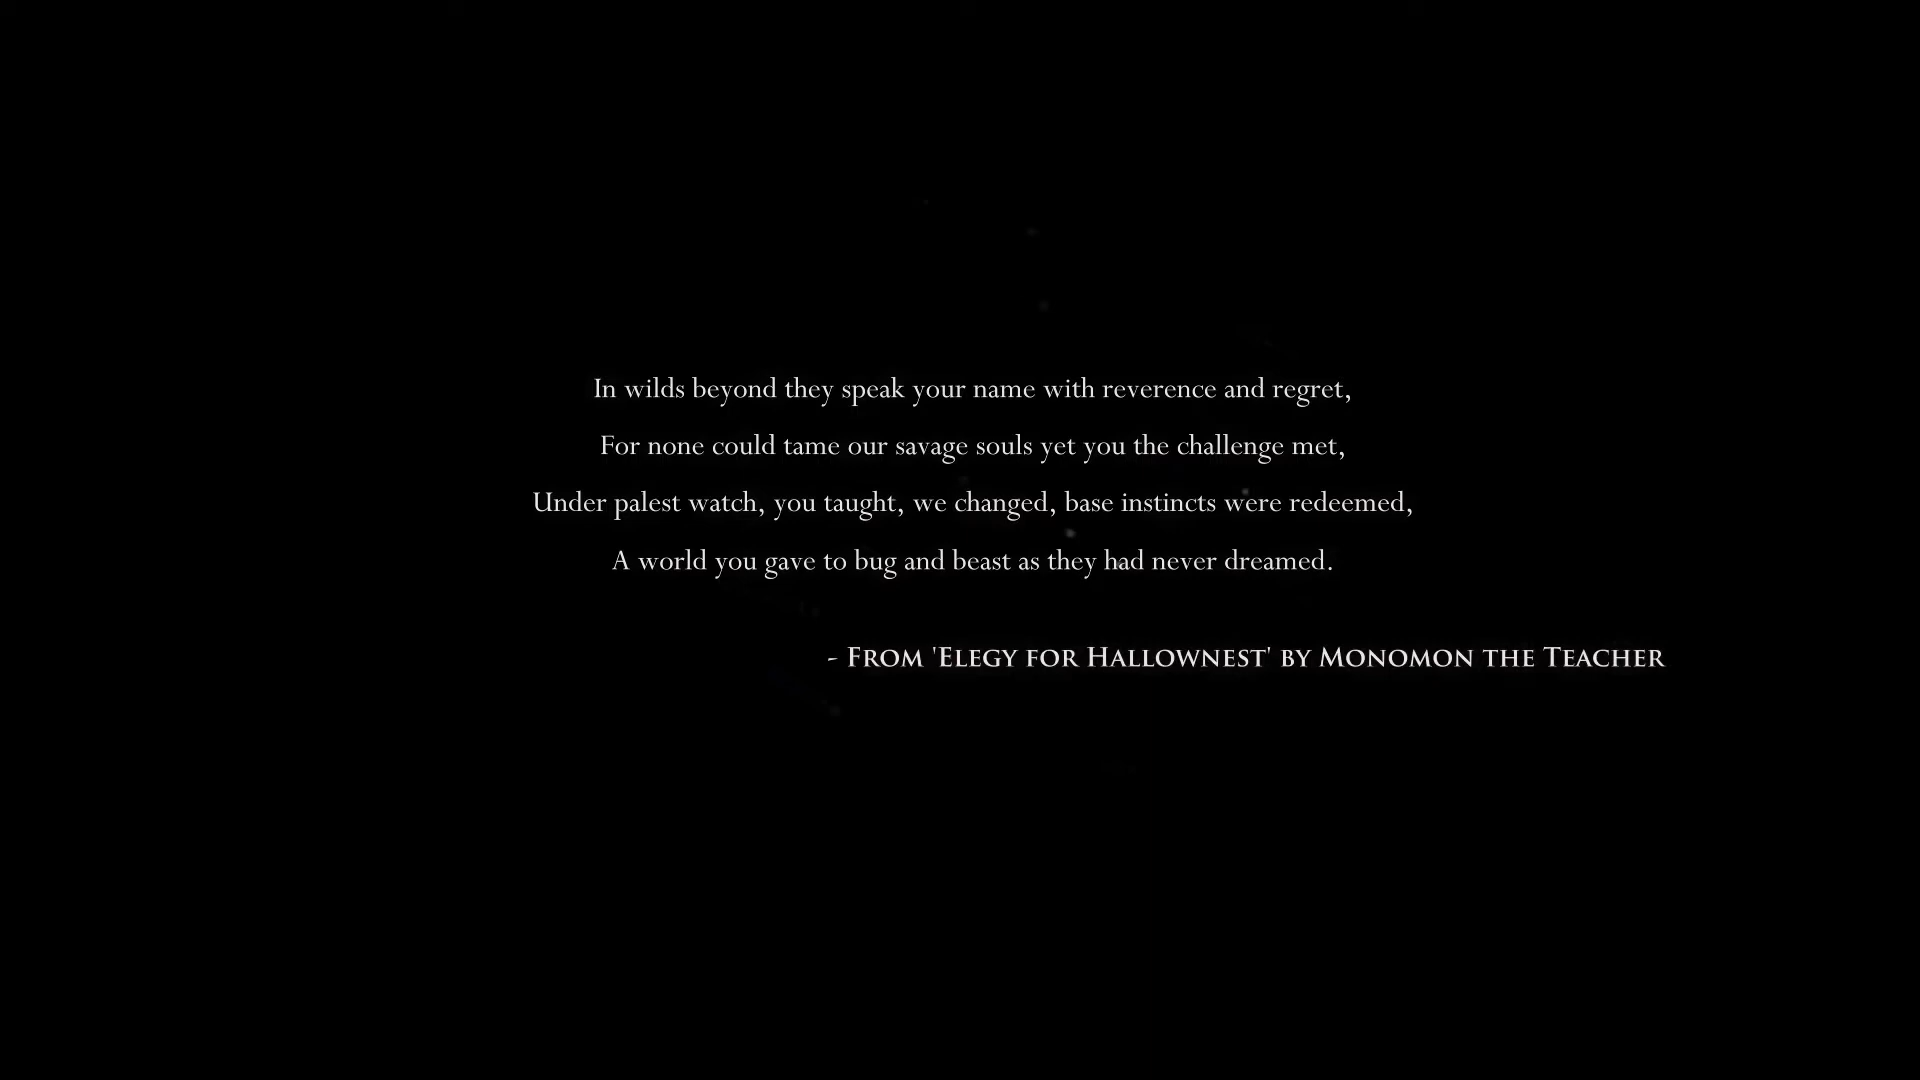 In wilds beyond they speak your name with reverence and regret,
For none could tame our savage souls yet you the challenge met,
Under palest watch, you taught, we changed, base instincts were redeemed,
A world you gave to bug and beast as they had never dreamed.
- From 'Elegy for Hallownest' by Monomon the Teacher